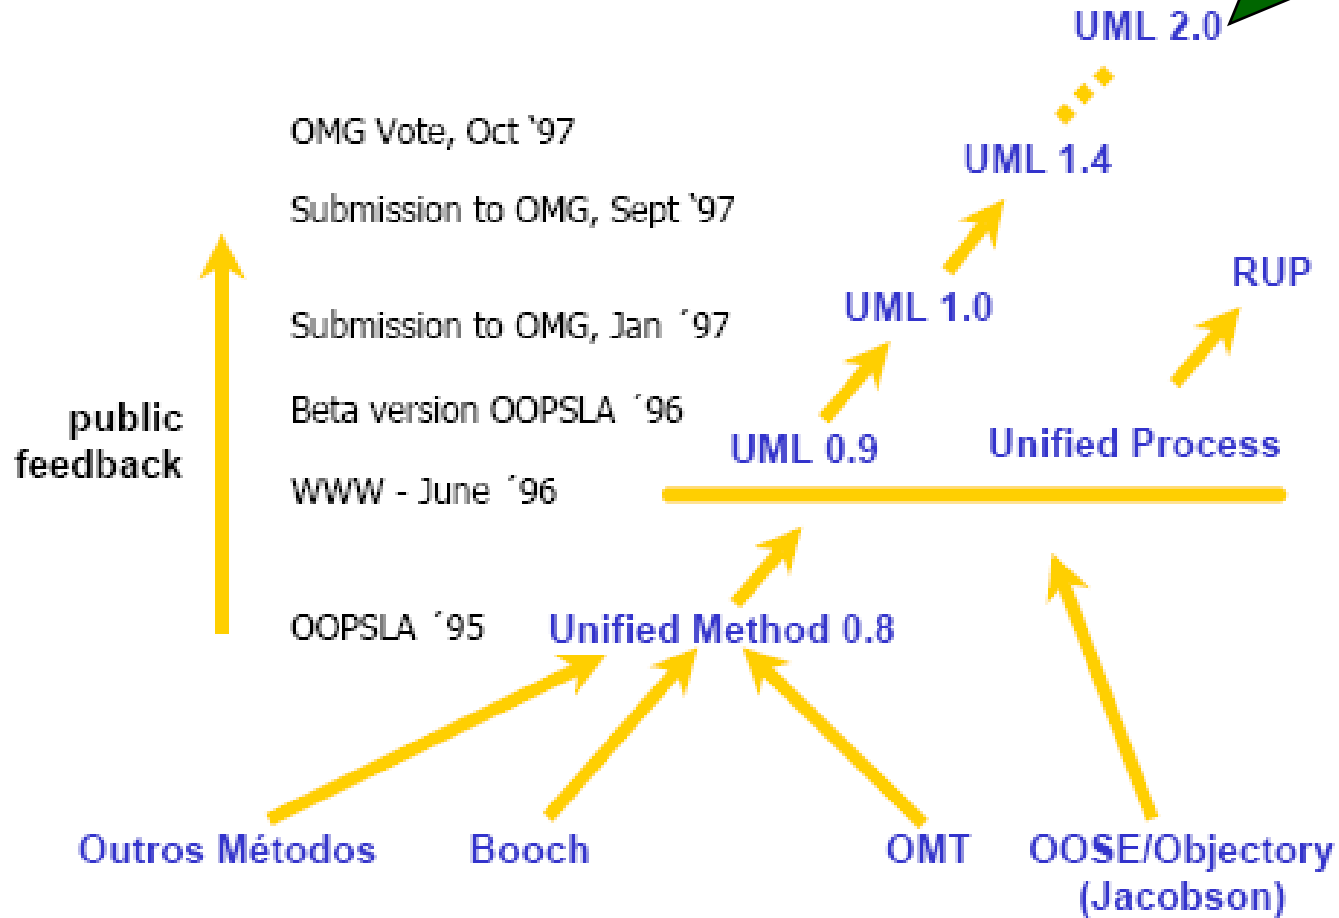 UML 2.0
OMG Vote, Oct `97
UML 1.4
Submission to OMG, Sept `97
RUP
UML 1.0
Submission to OMG, Jan ´97
public
feedback
Beta version OOPSLA ´96
UML 0.9
Unified Process
WWW - June ´96
OOPSLA ´95
Unified Method 0.8
Outros Métodos
Booch
OMT
OOSE/Objectory
(Jacobson)